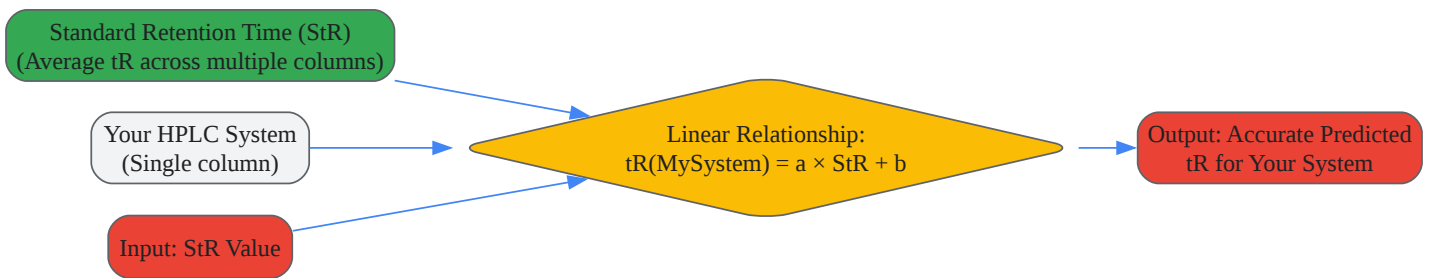 Standard Retention Time (StR)
(Average tR across multiple columns)
Your HPLC System
(Single column)
Input: StR Value
Linear Relationship:
tR(MySystem) = a × StR + b
Output: Accurate Predicted
tR for Your System